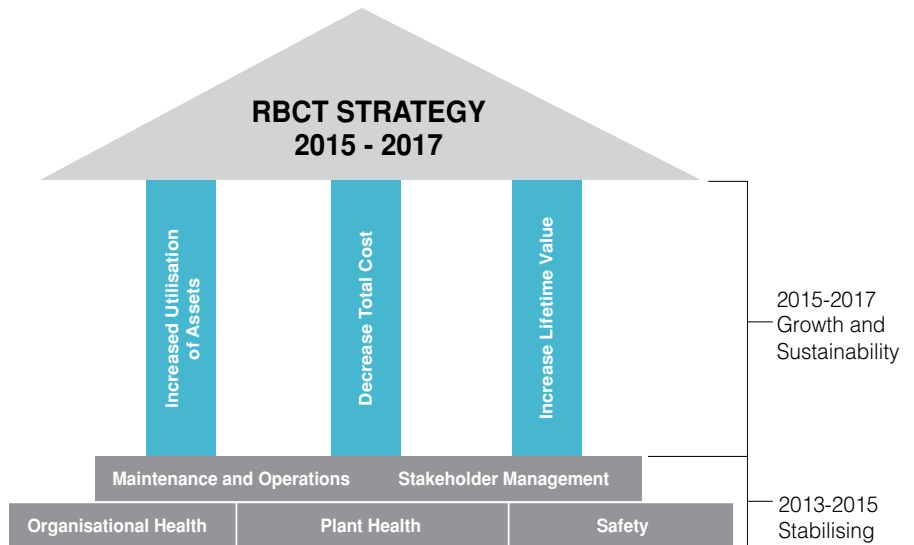 RBCT STRATEGY
2015 - 2017
Increased Utilisation
of Assets
Decrease Total Cost
Increase Lifetime Value
2015-2017
Growth and
Sustainability
Maintenance and Operations
Stakeholder Management
Organisational Health
Plant Health
Safety
2013-2015
Stabilising